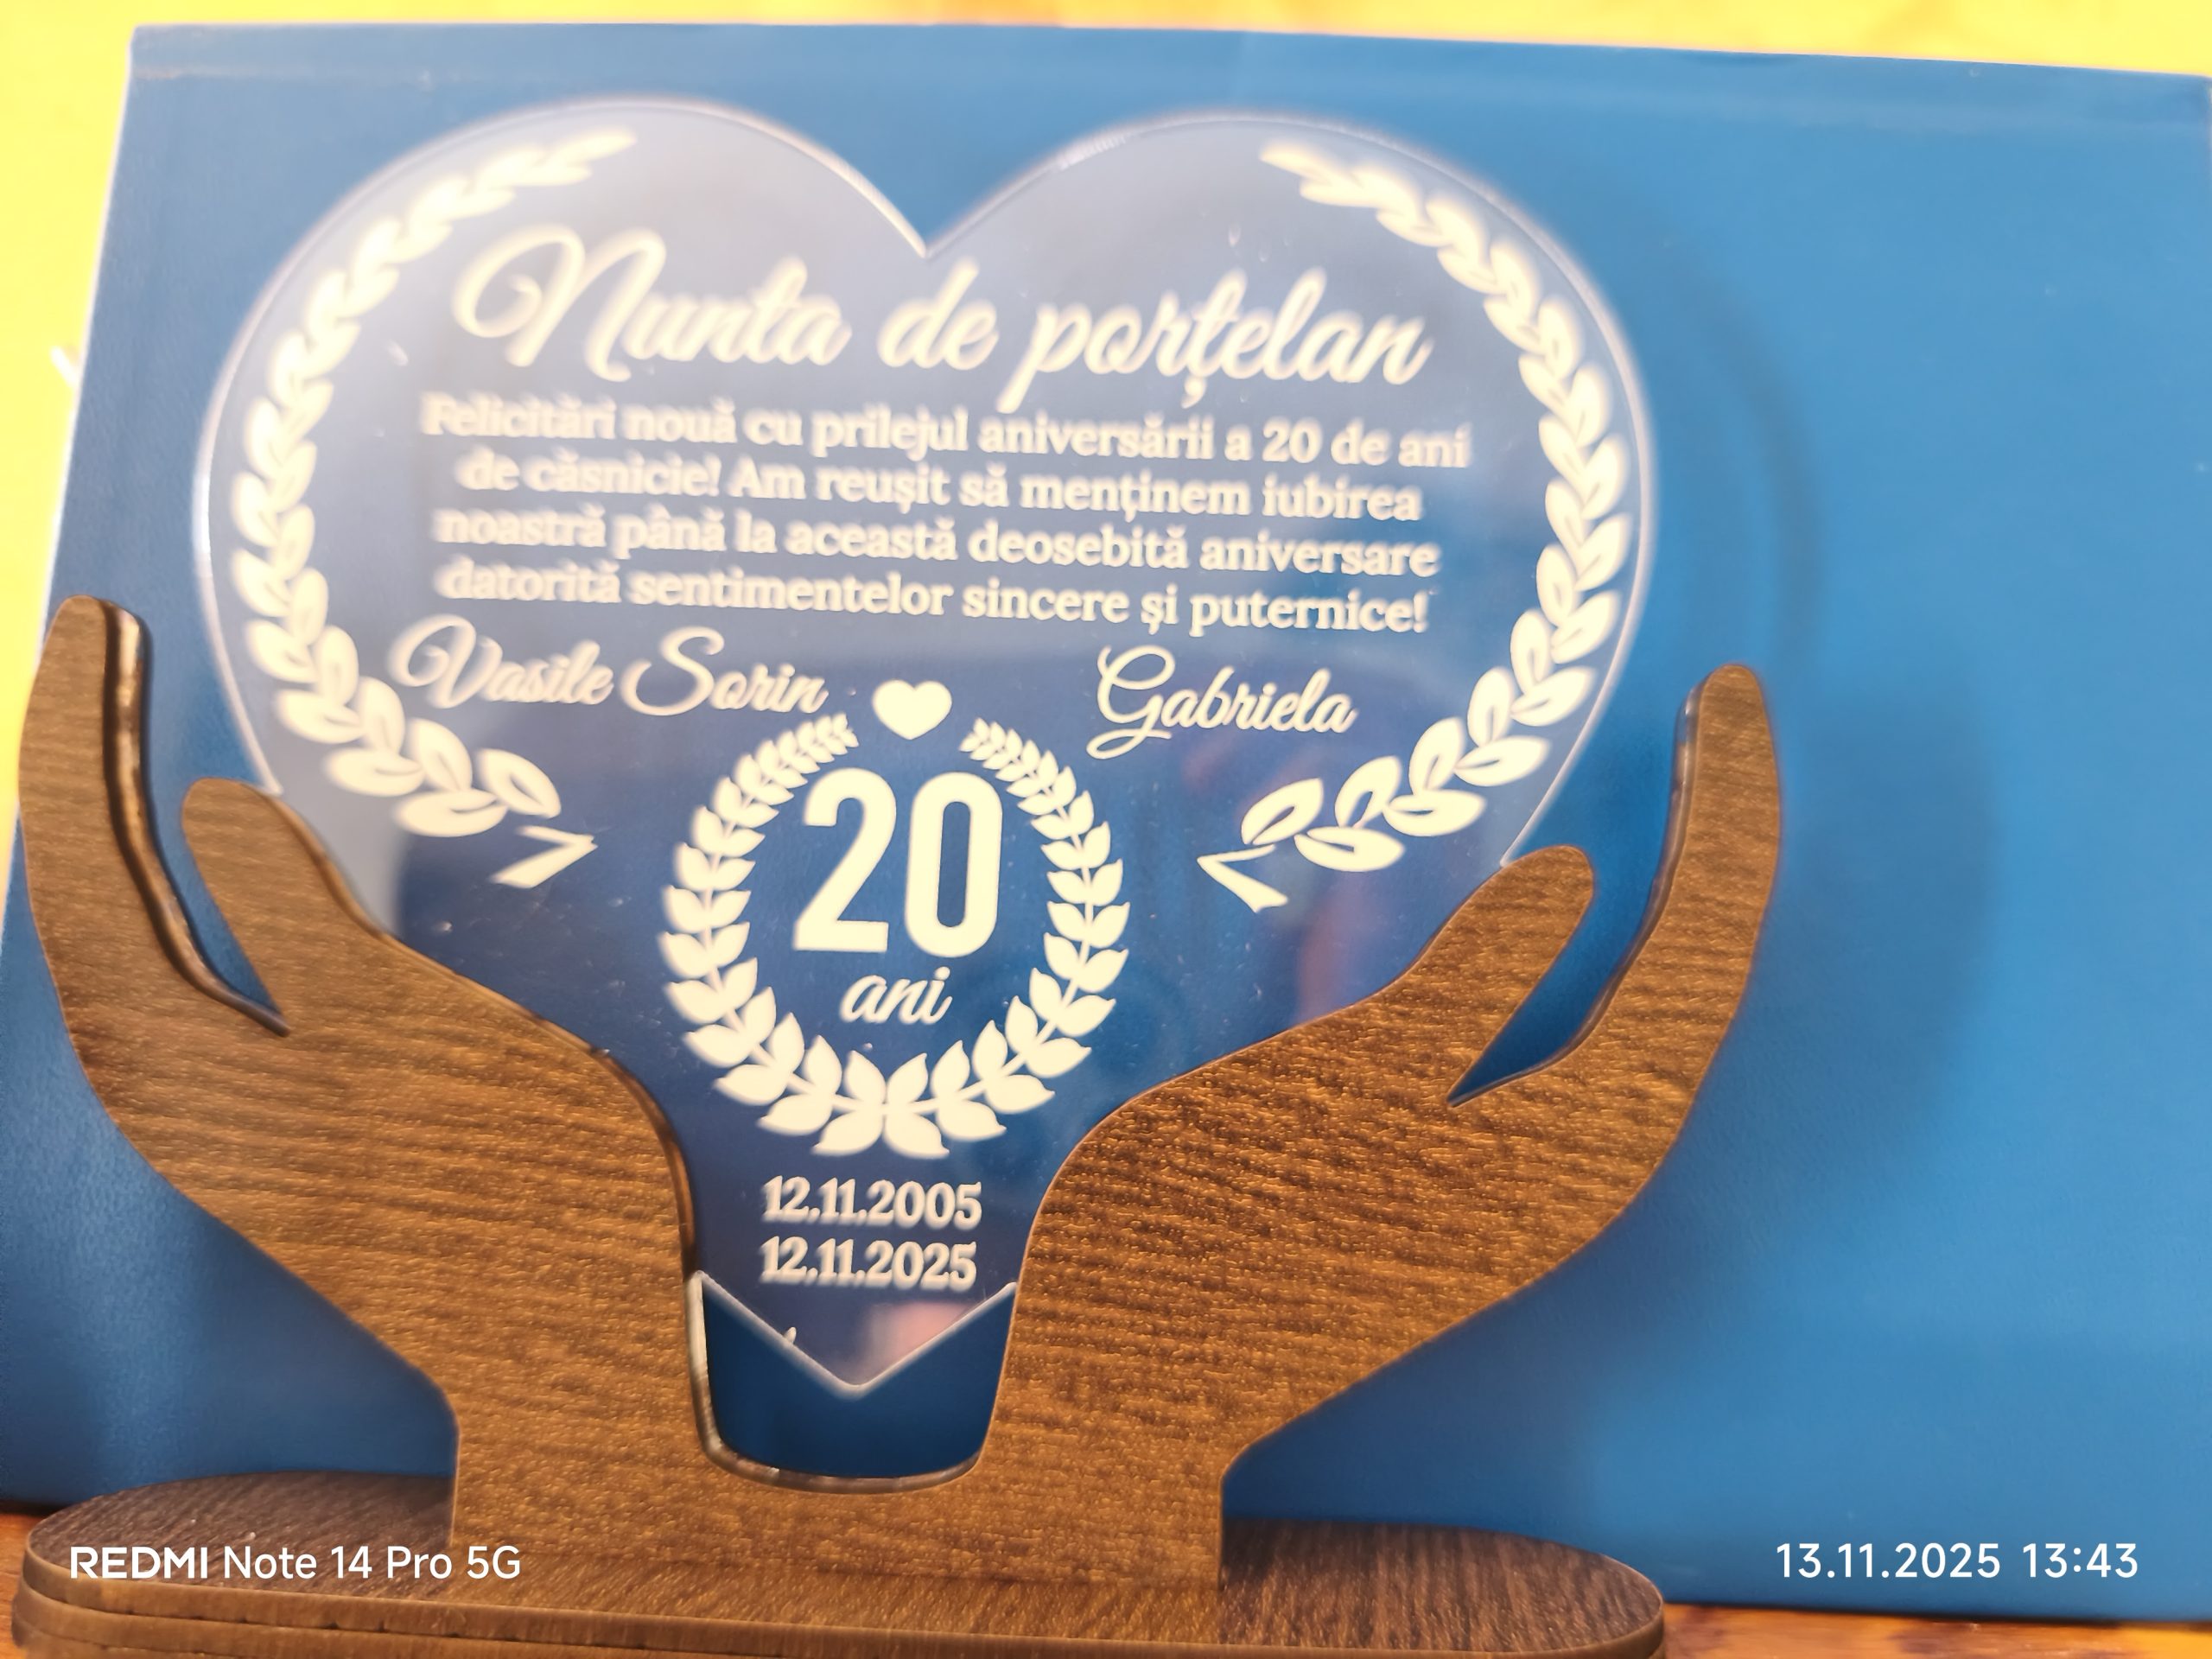 Nunta de porțelan
Felicitări nouă cu prilejul aniversării a 20 de ani
de căsnicie! Am reușit să menținem iubirea
noastră până la această deosebită aniversare
datorită sentimentelor sincere și puternice!
Vasile Sorin
Gabriela
20
ani
12.11.2005
12.11.2025
REDMI Note 14 Pro 5G
13.11.2025 13:43